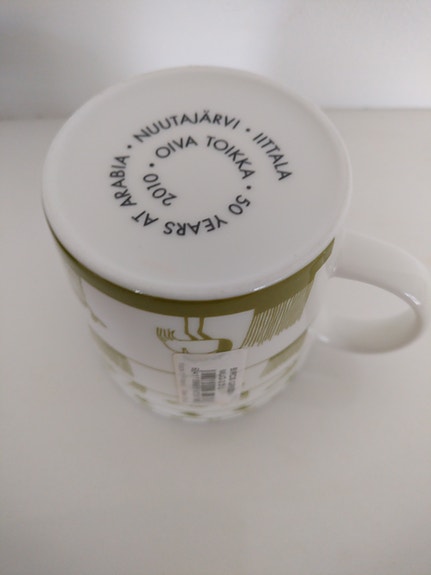 OIVA TOIKKA • 50 YEARS AT ARABIA • NUUTAJÄRVI • IITTALA
2010 •